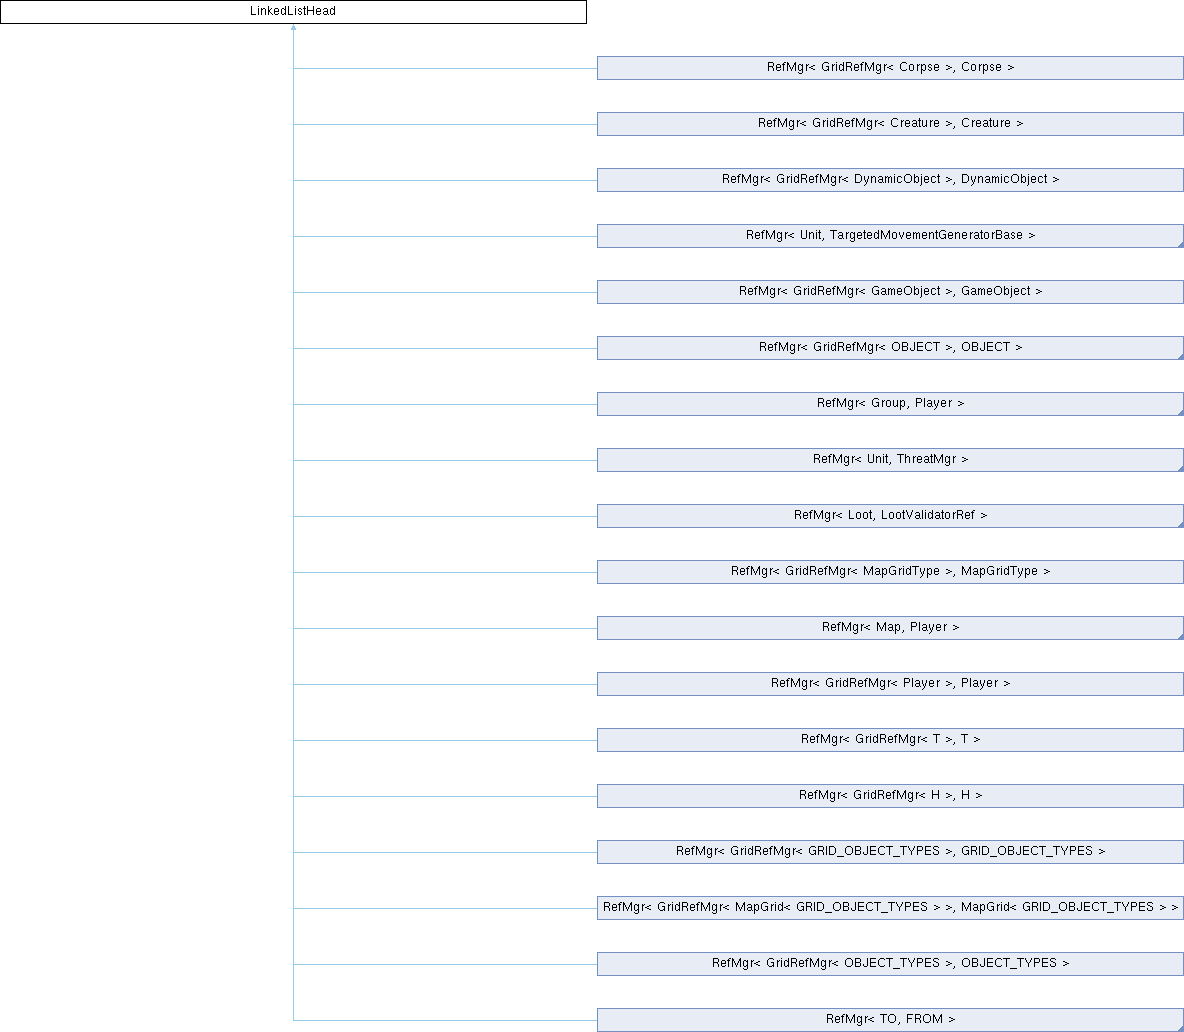 LinkedListHead
RefMgr< GridRefMgr< Corpse >, Corpse >
RefMgr< GridRefMgr< Creature >, Creature >
RefMgr< GridRefMgr< DynamicObject >, DynamicObject >
RefMgr< Unit, TargetedMovementGeneratorBase >
RefMgr< GridRefMgr< GameObject >, GameObject >
RefMgr< GridRefMgr< OBJECT >, OBJECT >
RefMgr< Group, Player >
RefMgr< Unit, ThreatMgr >
RefMgr< Loot, LootValidatorRef >
RefMgr< GridRefMgr< MapGridType >, MapGridType >
RefMgr< Map, Player >
RefMgr< GridRefMgr< Player >, Player >
RefMgr< GridRefMgr< T >, T >
RefMgr< GridRefMgr< H >, H >
RefMgr< GridRefMgr< GRID_OBJECT_TYPES >, GRID_OBJECT_TYPES >
RefMgr< GridRefMgr< MapGrid< GRID_OBJECT_TYPES > >, MapGrid< GRID_OBJECT_TYPES > >
RefMgr< GridRefMgr< OBJECT_TYPES >, OBJECT_TYPES >
RefMgr< TO, FROM >